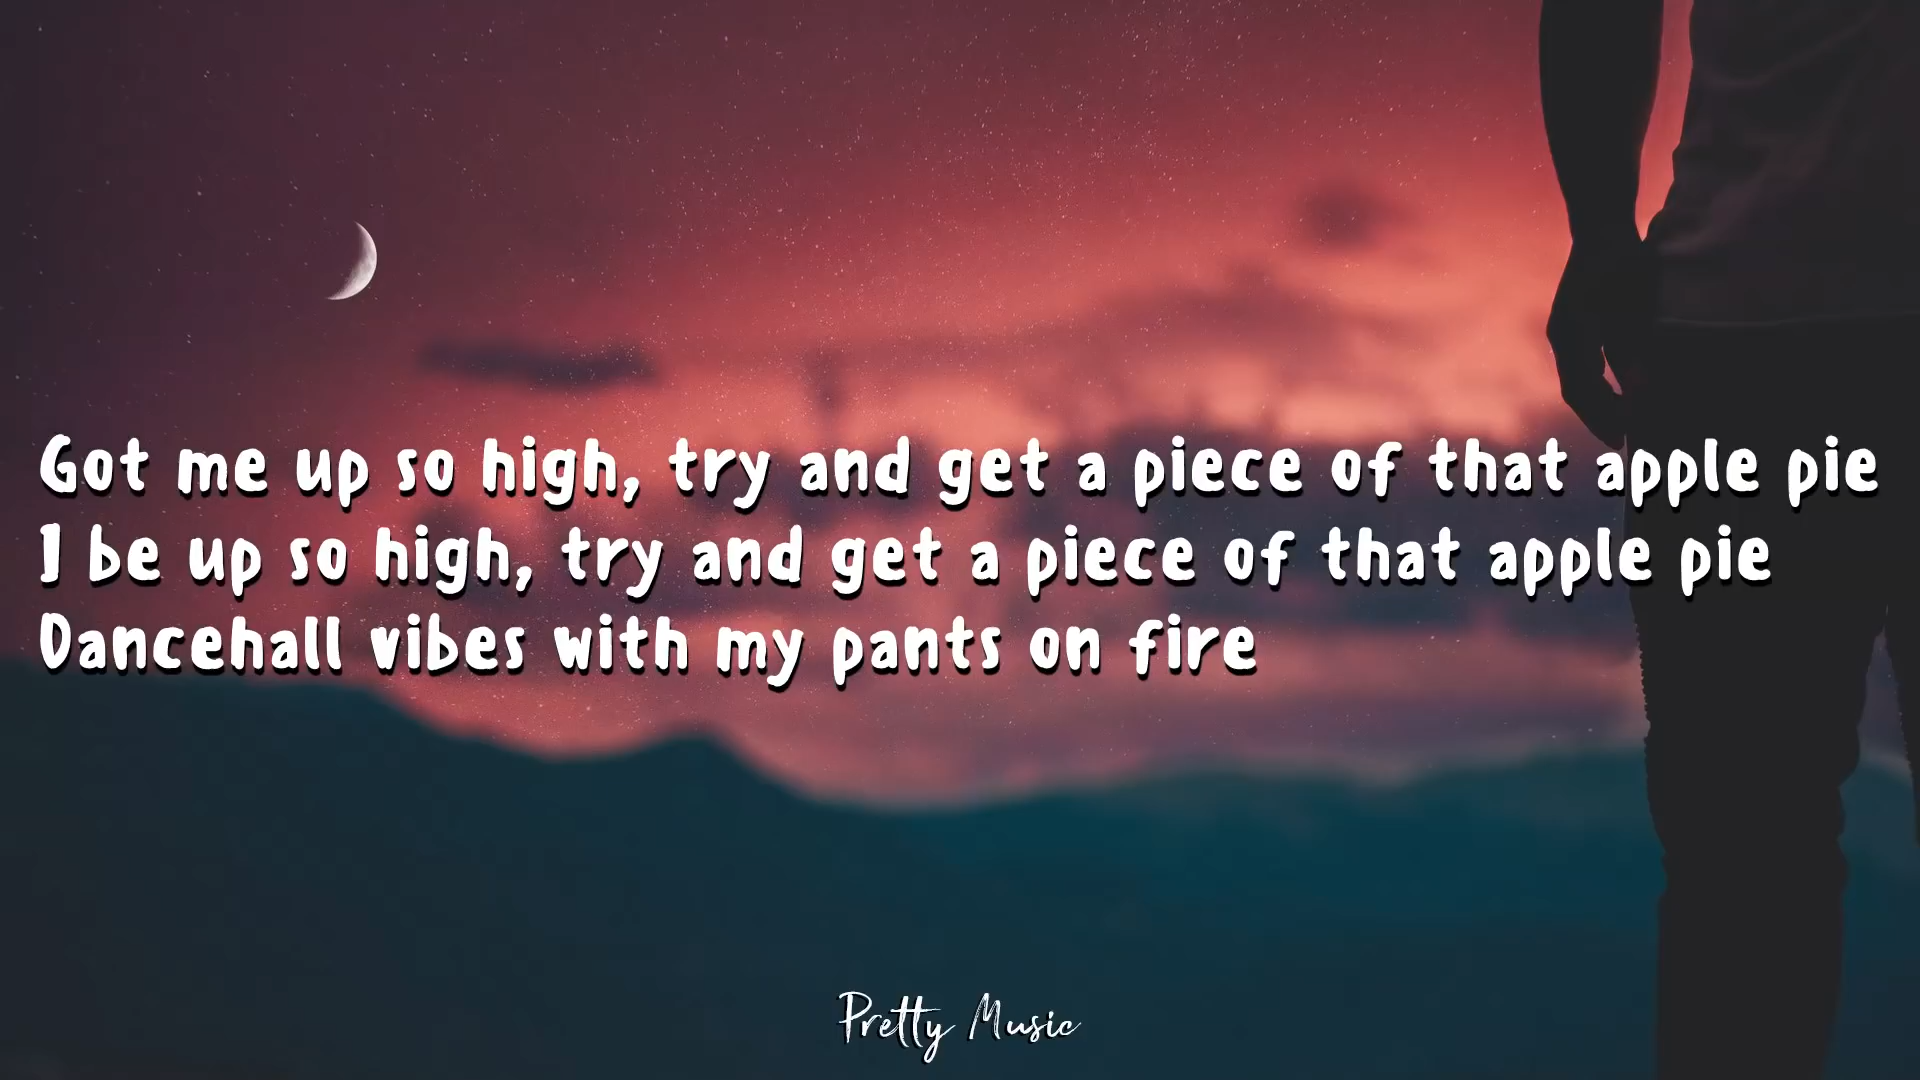 Got me up so high, try and get a piece of that apple pie
I be up so high, try and get a piece of that apple pie
Dancehall vibes with my pants on fire
Pretty Music